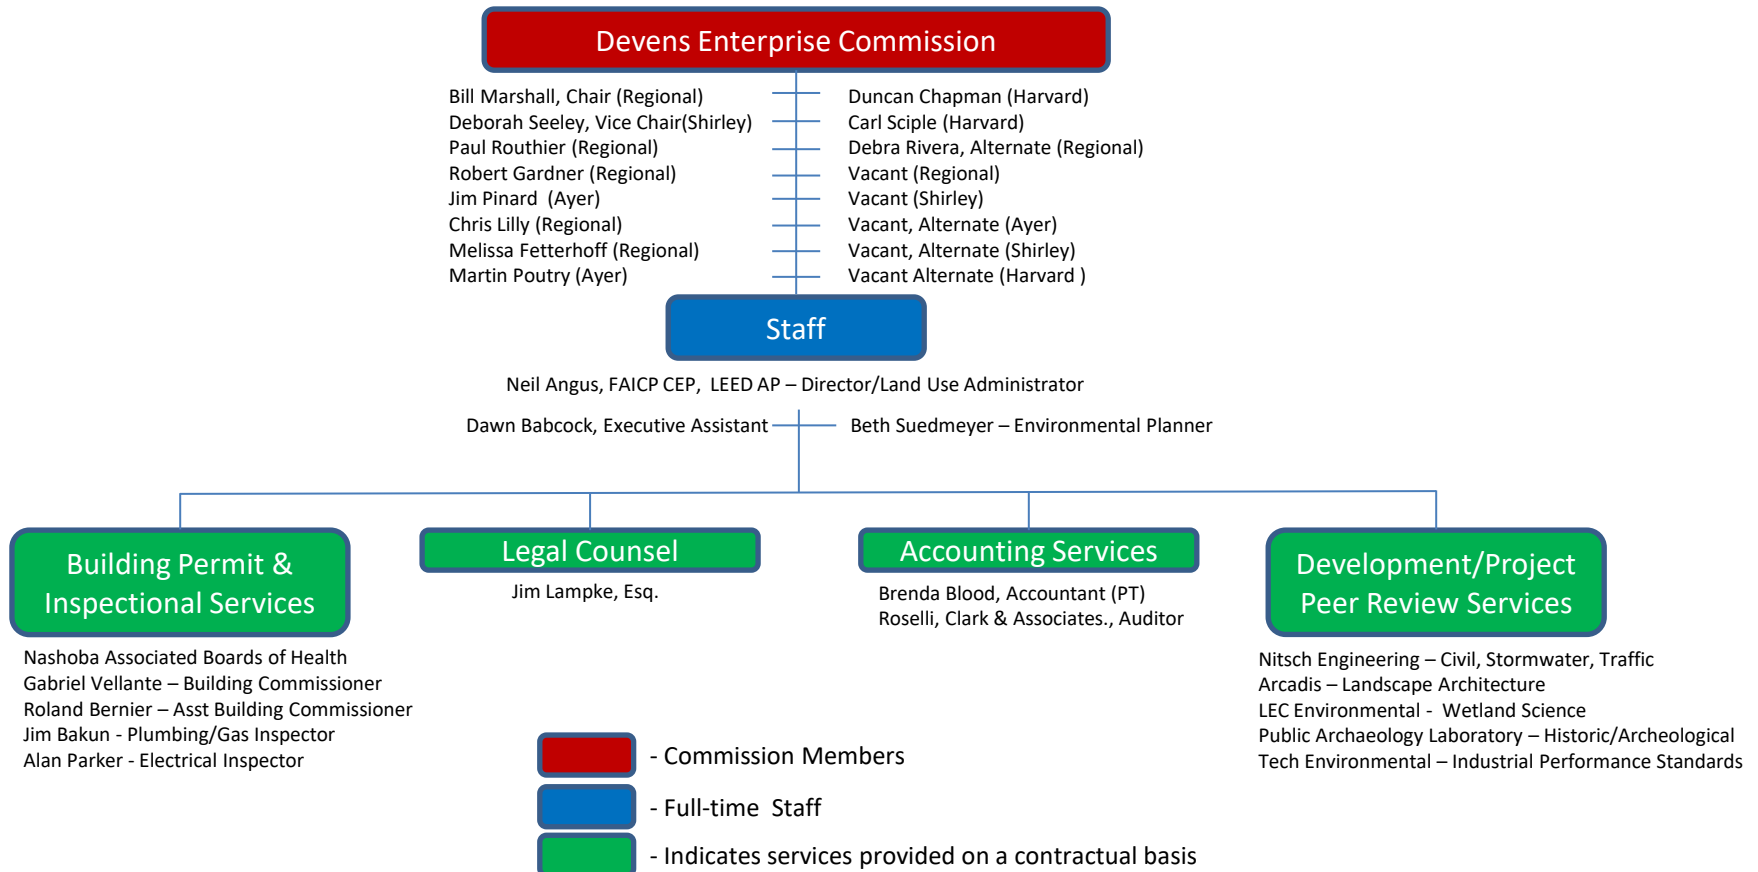 Devens Enterprise Commission
Bill Marshall, Chair (Regional)
Deborah Seeley, Vice Chair(Shirley)
Paul Routhier (Regional)
Robert Gardner (Regional)
Jim Pinard  (Ayer)
Chris Lilly (Regional)
Melissa Fetterhoff (Regional)
Martin Poutry (Ayer)
Duncan Chapman (Harvard)
Carl Sciple (Harvard)
Debra Rivera, Alternate (Regional)
Vacant (Regional)
Vacant (Shirley)
Vacant, Alternate (Ayer)
Vacant, Alternate (Shirley)
Vacant Alternate (Harvard )
Staff
Neil Angus, FAICP CEP,  LEED AP – Director/Land Use Administrator
Dawn Babcock, Executive Assistant
Beth Suedmeyer – Environmental Planner
Building Permit &
Inspectional Services
Nashoba Associated Boards of Health
Gabriel Vellante – Building Commissioner
Roland Bernier – Asst Building Commissioner
Jim Bakun - Plumbing/Gas Inspector
Alan Parker - Electrical Inspector
Legal Counsel
Jim Lampke, Esq.
Accounting Services
Brenda Blood, Accountant (PT)
Roselli, Clark & Associates., Auditor
Development/Project
Peer Review Services
Nitsch Engineering – Civil, Stormwater, Traffic
Arcadis – Landscape Architecture
LEC Environmental -  Wetland Science
Public Archaeology Laboratory – Historic/Archeological
Tech Environmental – Industrial Performance Standards
- Commission Members
- Full-time  Staff
- Indicates services provided on a contractual basis